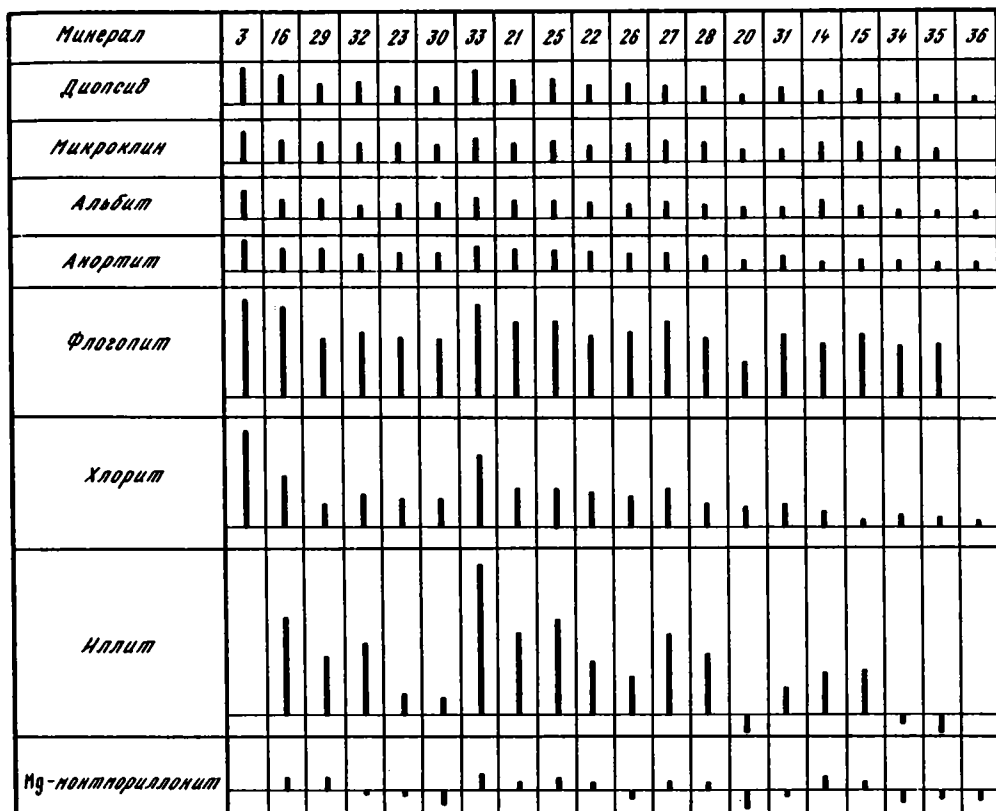 Минерал 3 16 29 32 23 30 33 21 25 22 26 27 28 20 31 14 15 34 35 36
Диопсид
Микроклин
Альбит
Анортит
Флогопит
Хлорит
Иллит
Mg-монтмориллонит